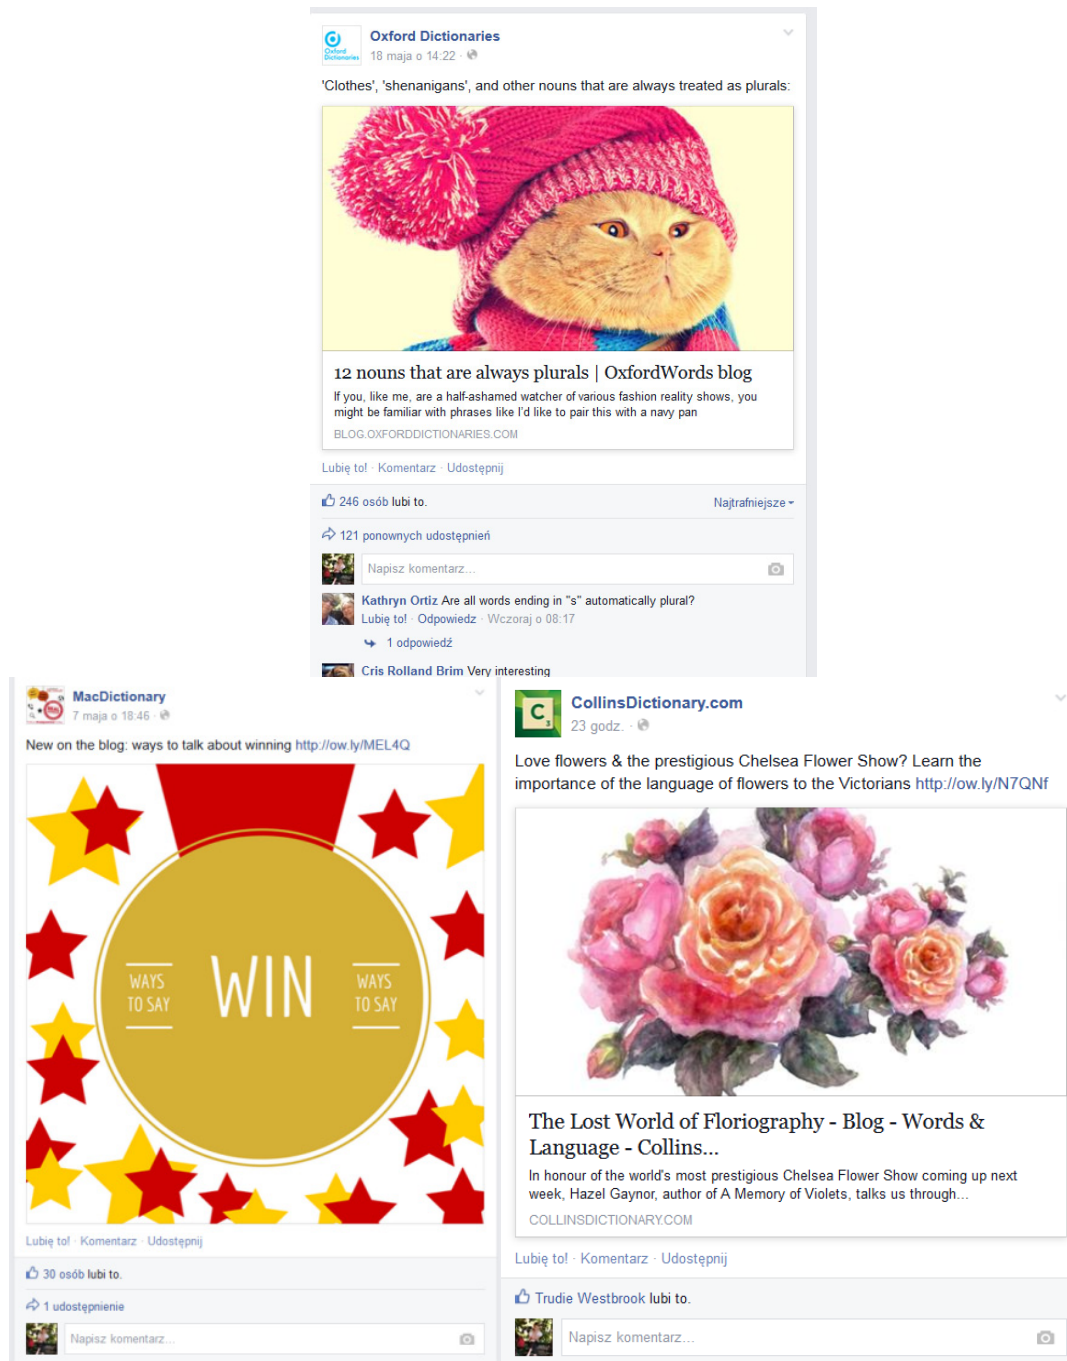 Oxford Dictionaries
Oxford
Dictionaries
18 maja o 14:22 ·
'Clothes', 'shenanigans', and other nouns that are always treated as plurals:
12 nouns that are always plurals | OxfordWords blog
If you, like me, are a half-ashamed watcher of various fashion reality shows, you
might be familiar with phrases like I'd like to pair this with a navy pan
BLOG.OXFORDDICTIONARIES.COM
Lubię to! · Komentarz · Udostępnij
246 osób lubi to.
Najtrafniejsze
121 ponownych udostępnień
Napisz komentarz...
Kathryn Ortiz Are all words ending in "s" automatically plural?
Lubię to! · Odpowiedz · Wczoraj o 08:17
1 odpowiedź
Cris Rolland Brim Very interesting
MacDictionary
7 maja o 18:46 ·
New on the blog: ways to talk about winning http://ow.ly/MEL4Q
WAYS
TO SAY
WIN
WAYS
TO SAY
Lubię to! · Komentarz · Udostępnij
30 osób lubi to.
1 udostępnienie
Napisz komentarz...
C
3
CollinsDictionary.com
23 godz. ·
Love flowers & the prestigious Chelsea Flower Show? Learn the
importance of the language of flowers to the Victorians http://ow.ly/N7QNf
The Lost World of Floriography - Blog - Words &
Language - Collins...
In honour of the world's most prestigious Chelsea Flower Show coming up next
week, Hazel Gaynor, author of A Memory of Violets, talks us through...
COLLINSDICTIONARY.COM
Lubię to! · Komentarz · Udostępnij
Trudie Westbrook lubi to.
Napisz komentarz...